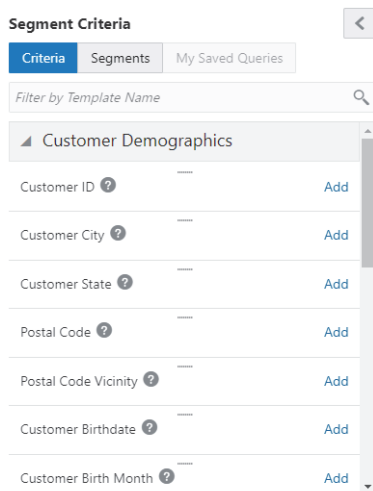 Segment Criteria
Criteria Segments My Saved Queries
Filter by Template Name
Customer Demographics
Customer ID ? Add
Customer City ? Add
Customer State ? Add
Postal Code ? Add
Postal Code Vicinity ? Add
Customer Birthdate ? Add
Customer Birth Month ? Add